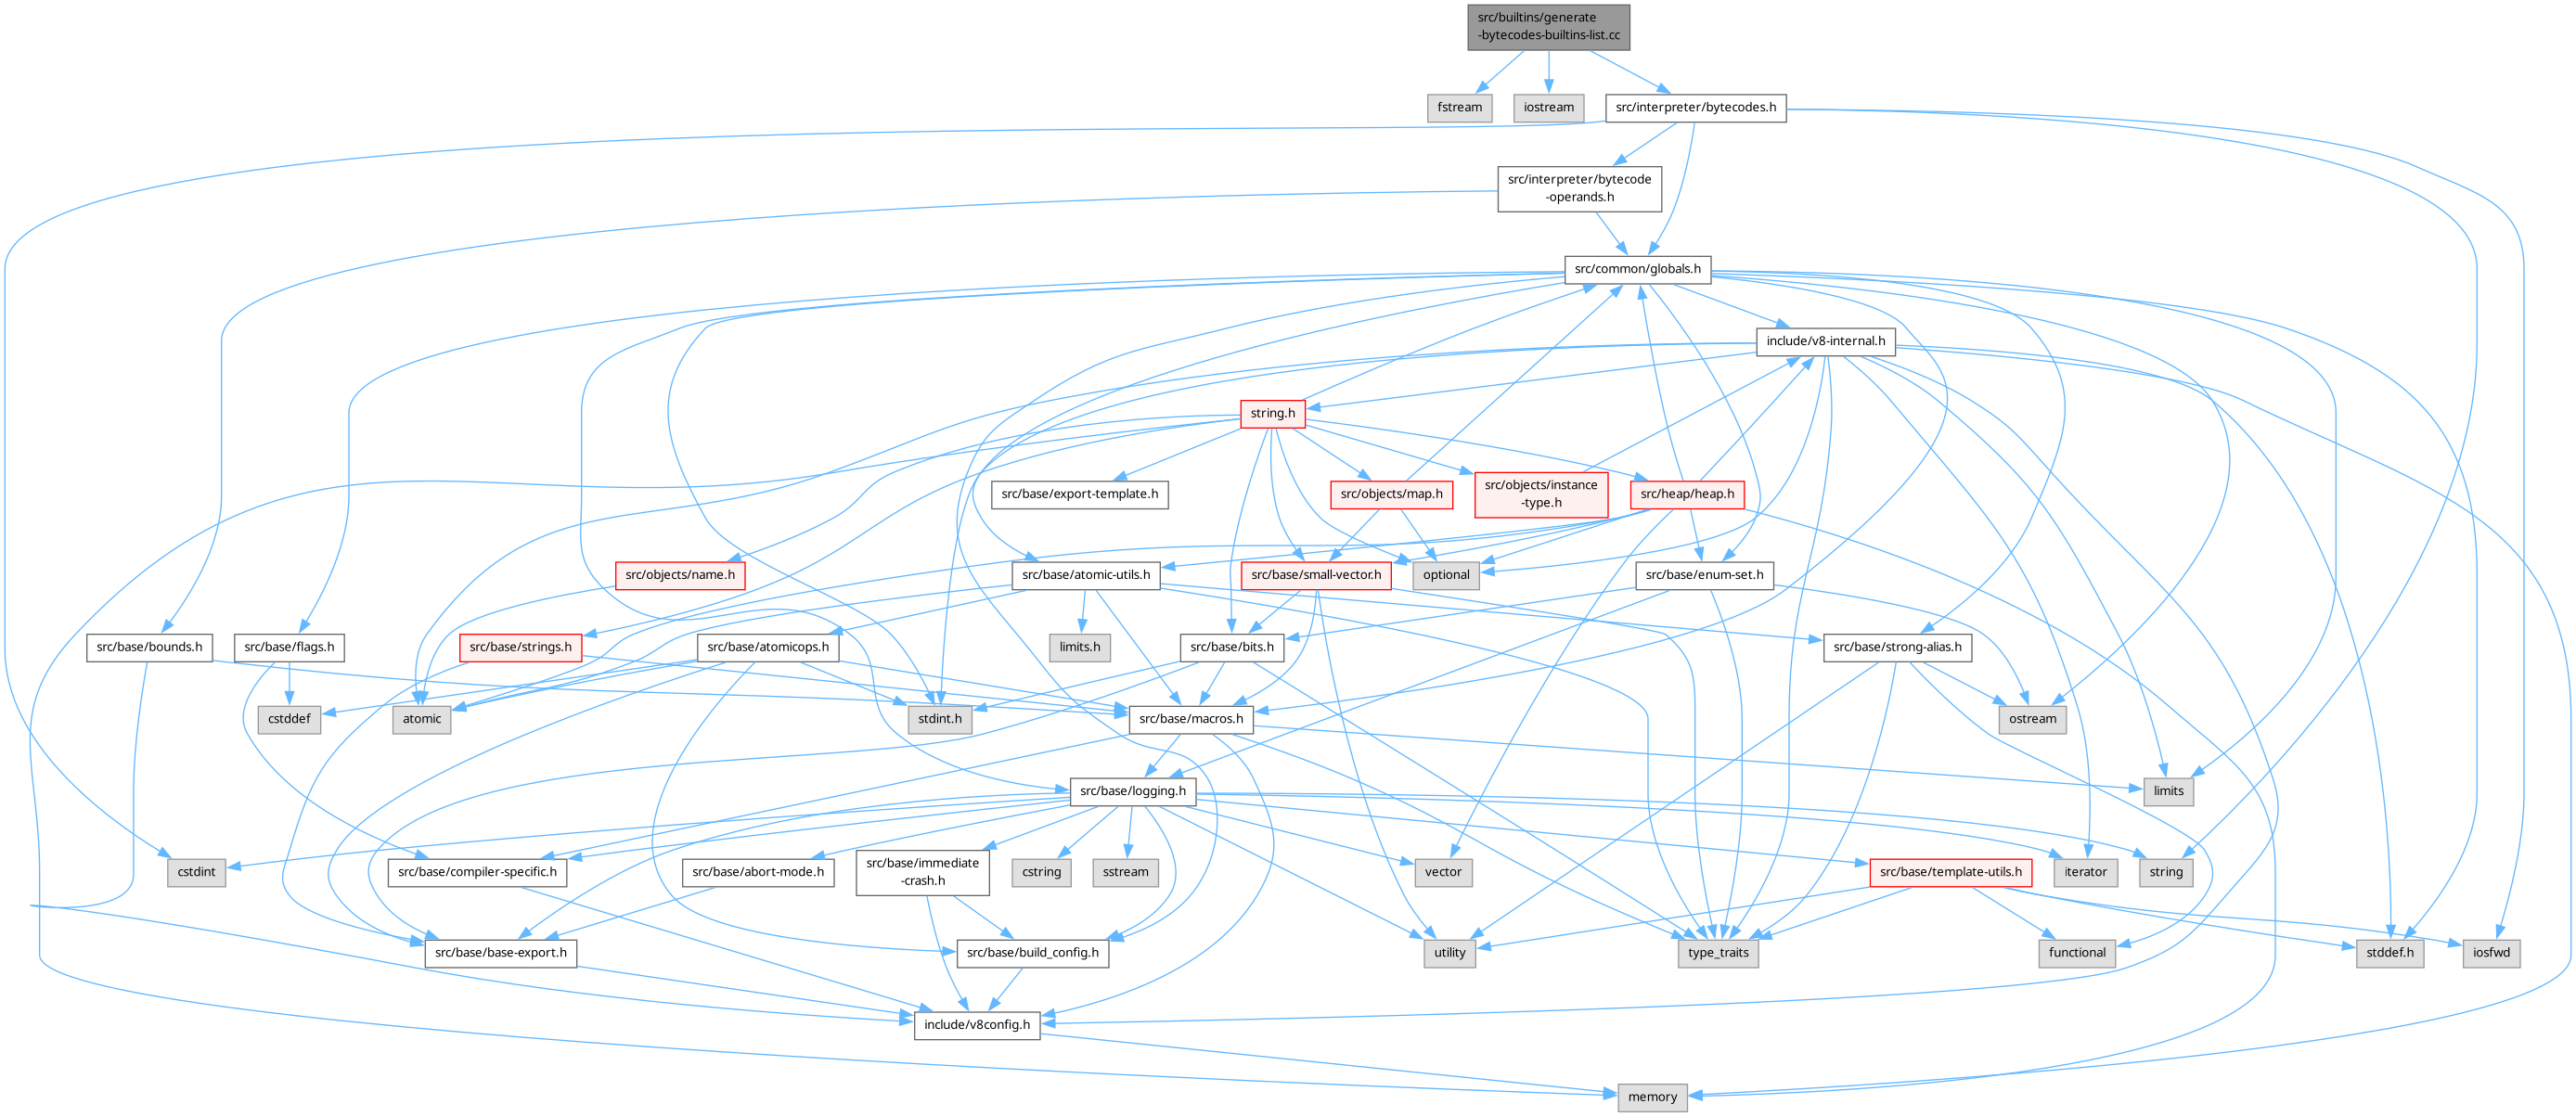 src/builtins/generate
-bytecodes-builtins-list.cc
fstream
iostream
src/interpreter/bytecodes.h
src/interpreter/bytecode
-operands.h
src/common/globals.h
include/v8-internal.h
string.h
src/base/export-template.h
src/objects/map.h
src/objects/instance
-type.h
src/heap/heap.h
src/objects/name.h
src/base/atomic-utils.h
src/base/small-vector.h
optional
src/base/enum-set.h
src/base/bounds.h
src/base/flags.h
src/base/strings.h
src/base/atomicops.h
limits.h
src/base/bits.h
src/base/strong-alias.h
cstddef
atomic
stdint.h
src/base/macros.h
ostream
src/base/logging.h
limits
cstdint
src/base/compiler-specific.h
src/base/abort-mode.h
src/base/immediate
-crash.h
cstring
sstream
vector
src/base/template-utils.h
iterator
string
src/base/base-export.h
src/base/build_config.h
utility
type_traits
functional
stddef.h
iosfwd
include/v8config.h
memory